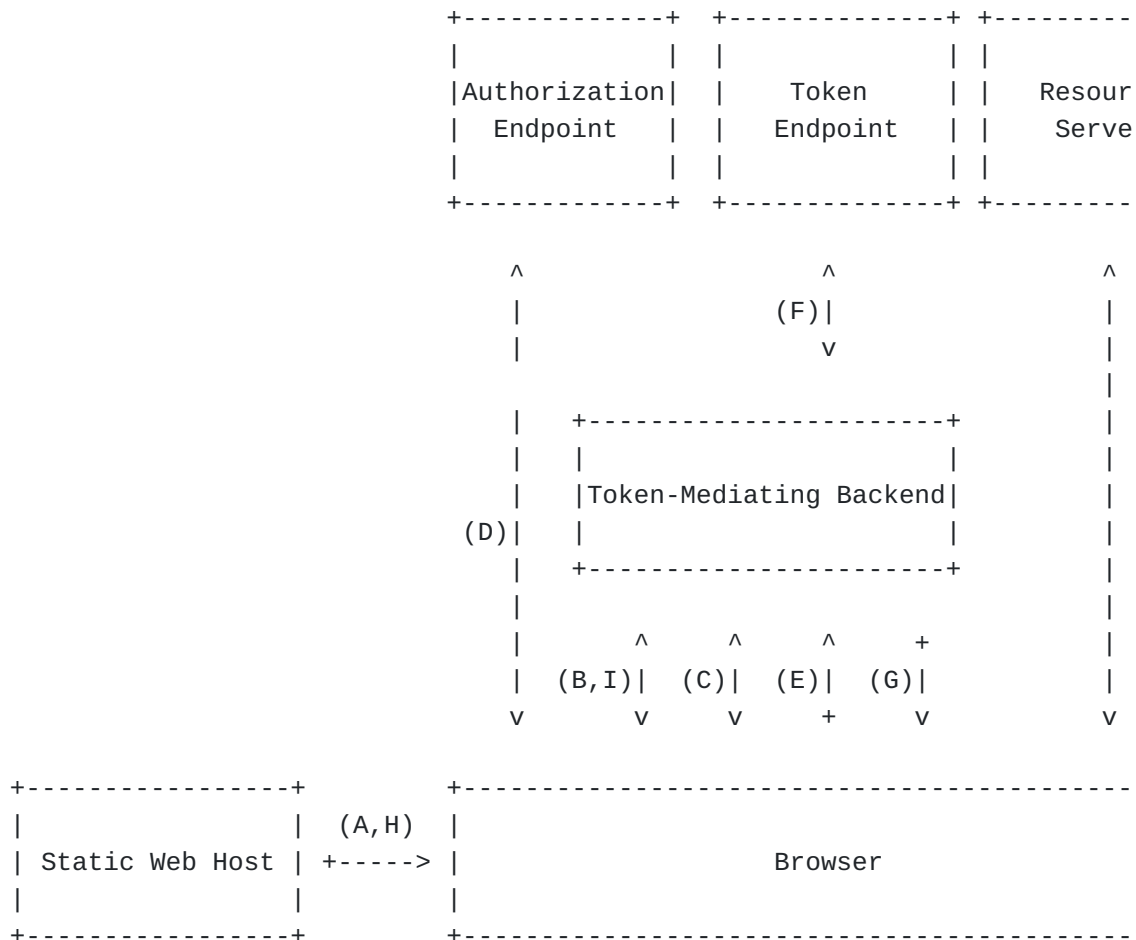 Authorization Token Resour
Endpoint Endpoint Serve
(F)
Token-Mediating Backend
(D)
(B,I) (C) (E) (G)
(A,H)
Static Web Host Browser